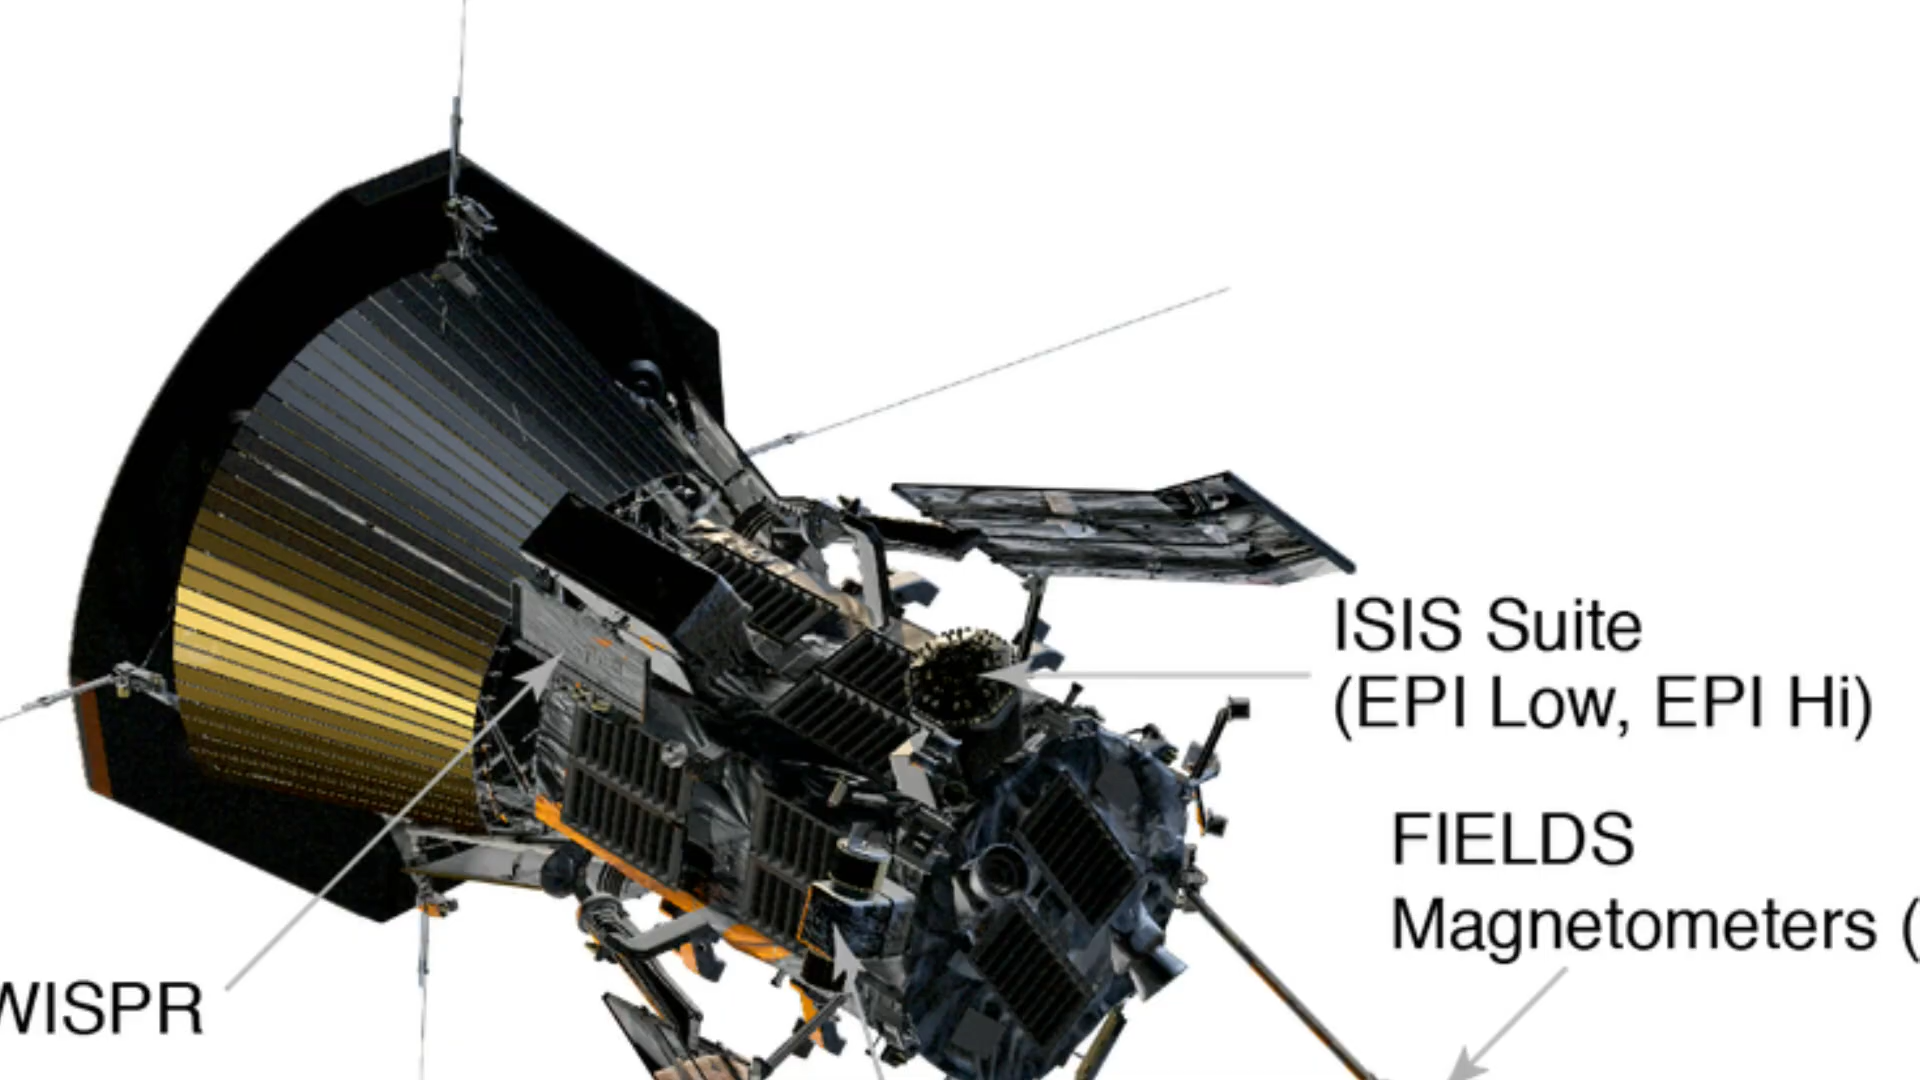 ISIS Suite
(EPI Low, EPI Hi)
FIELDS
Magnetometers (
WISPR